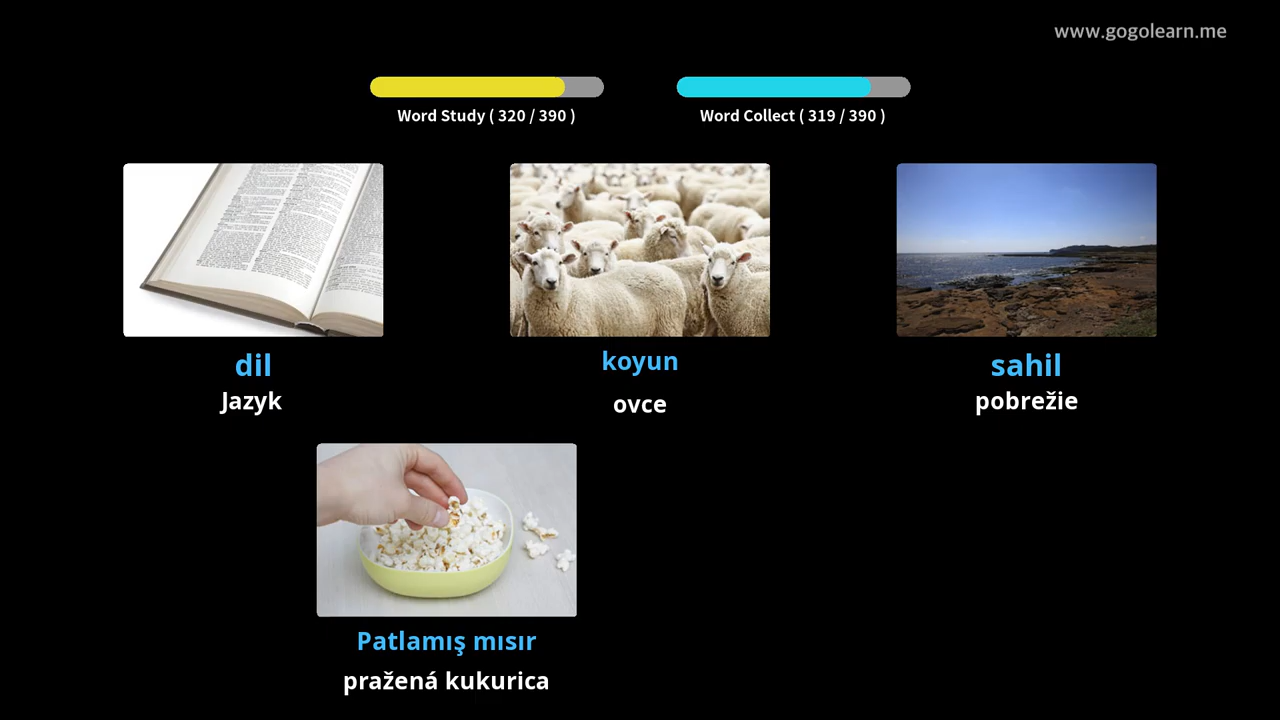 www.gogolearn.me
Word Study ( 320 / 390 )
Word Collect ( 319 / 390 )
dil
Jazyk
koyun
ovce
sahil
pobrežie
Patlamış mısır
pražená kukurica